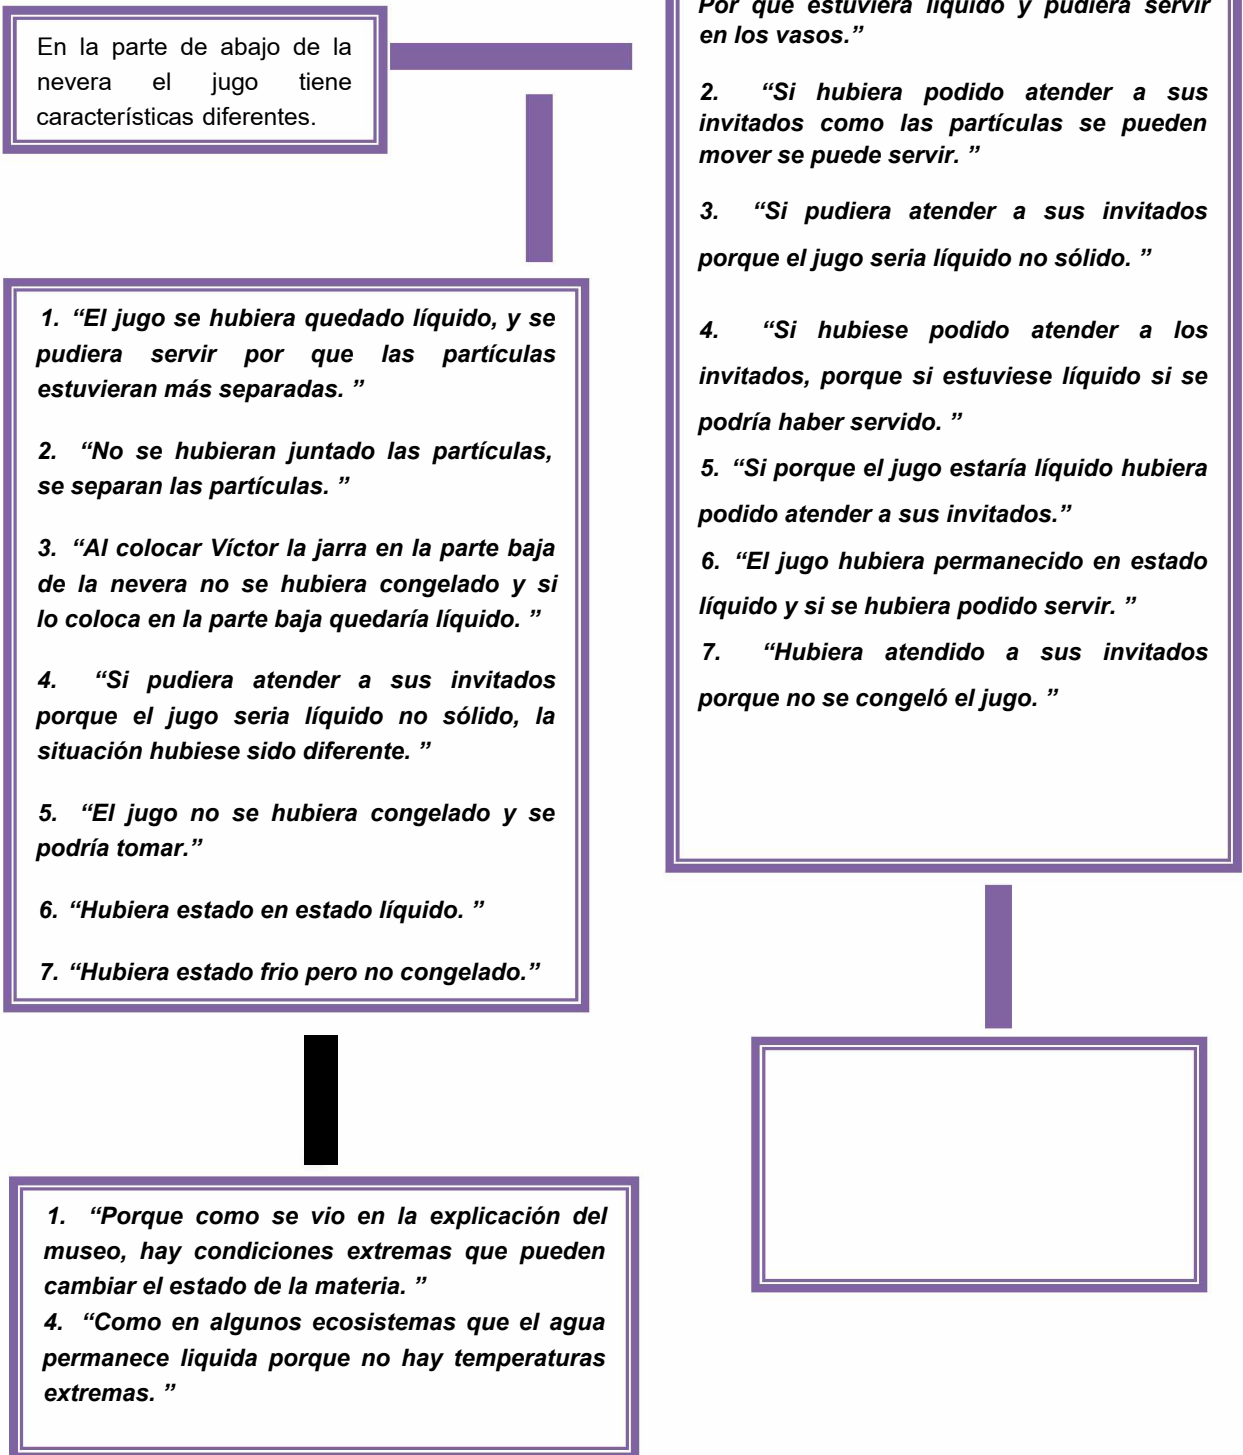 En la parte de abajo de la
nevera el jugo tiene
características diferentes.
Por que estuviera líquido y pudiera servir
en los vasos.”
2. “Si hubiera podido atender a sus
invitados como las partículas se pueden
mover se puede servir. ”
3. “Si pudiera atender a sus invitados
porque el jugo seria líquido no sólido. ”
4. “Si hubiese podido atender a los
invitados, porque si estuviese líquido si se
podría haber servido. ”
5. “Si porque el jugo estaría líquido hubiera
podido atender a sus invitados.”
6. “El jugo hubiera permanecido en estado
líquido y si se hubiera podido servir. ”
7. “Hubiera atendido a sus invitados
porque no se congeló el jugo. ”
1. “El jugo se hubiera quedado líquido, y se
pudiera servir por que las partículas
estuvieran más separadas. ”
2. “No se hubieran juntado las partículas,
se separan las partículas. ”
3. “Al colocar Víctor la jarra en la parte baja
de la nevera no se hubiera congelado y si
lo coloca en la parte baja quedaría líquido. ”
4. “Si pudiera atender a sus invitados
porque el jugo seria líquido no sólido, la
situación hubiese sido diferente. ”
5. “El jugo no se hubiera congelado y se
podría tomar.”
6. “Hubiera estado en estado líquido. ”
7. “Hubiera estado frio pero no congelado.”
1. “Porque como se vio en la explicación del
museo, hay condiciones extremas que pueden
cambiar el estado de la materia. ”
4. “Como en algunos ecosistemas que el agua
permanece liquida porque no hay temperaturas
extremas. ”